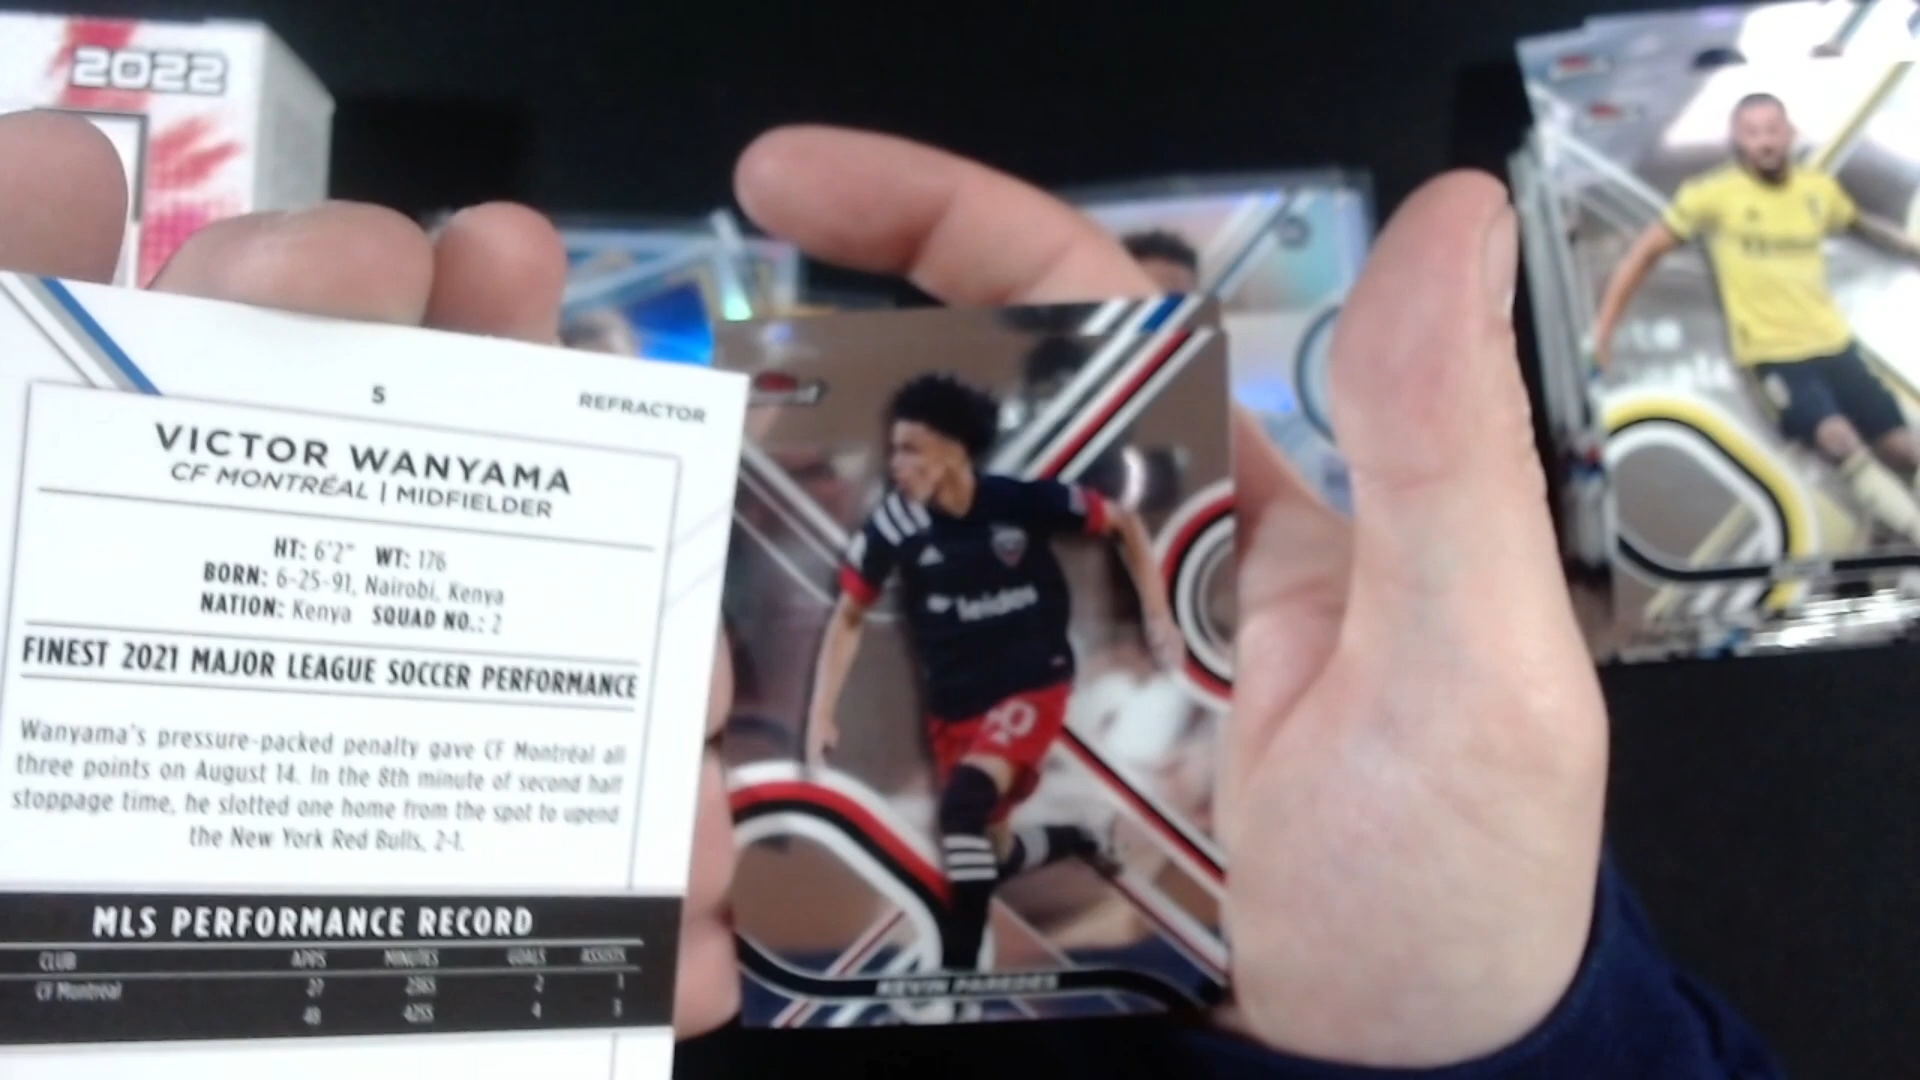 2022
5
REFRACTOR
VICTOR WANYAMA
CF MONTRÉAL | MIDFIELDER
HT: 6'2" WT: 176
BORN: 6-25-91, Nairobi, Kenya
NATION: Kenya SQUAD NO.: 2
FINEST 2021 MAJOR LEAGUE SOCCER PERFORMANCE
Wanyama's pressure-packed penalty gave CF Montréal all
three points on August 14. In the 8th minute of second half
stoppage time, he slotted one home from the spot to upend
the New York Red Bulls, 2-1.
MLS PERFORMANCE RECORD
CLUB APPS MINUTES GOALS ASSISTS
CF Montréal 27 2 1
48 4255 4 3
leidos
KEVIN PAREDES